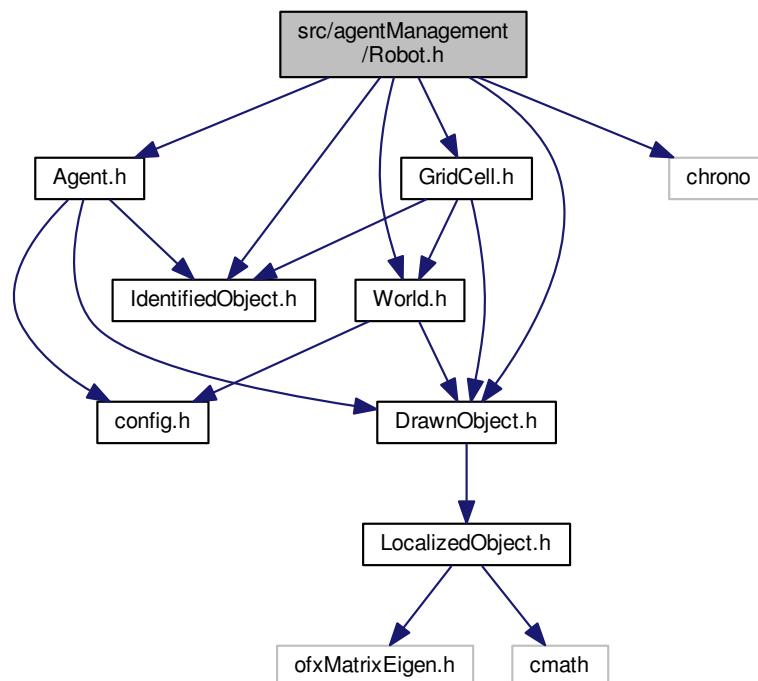 src/agentManagement
/Robot.h
Agent.h
GridCell.h
chrono
IdentifiedObject.h
World.h
config.h
DrawnObject.h
LocalizedObject.h
ofxMatrixEigen.h
cmath